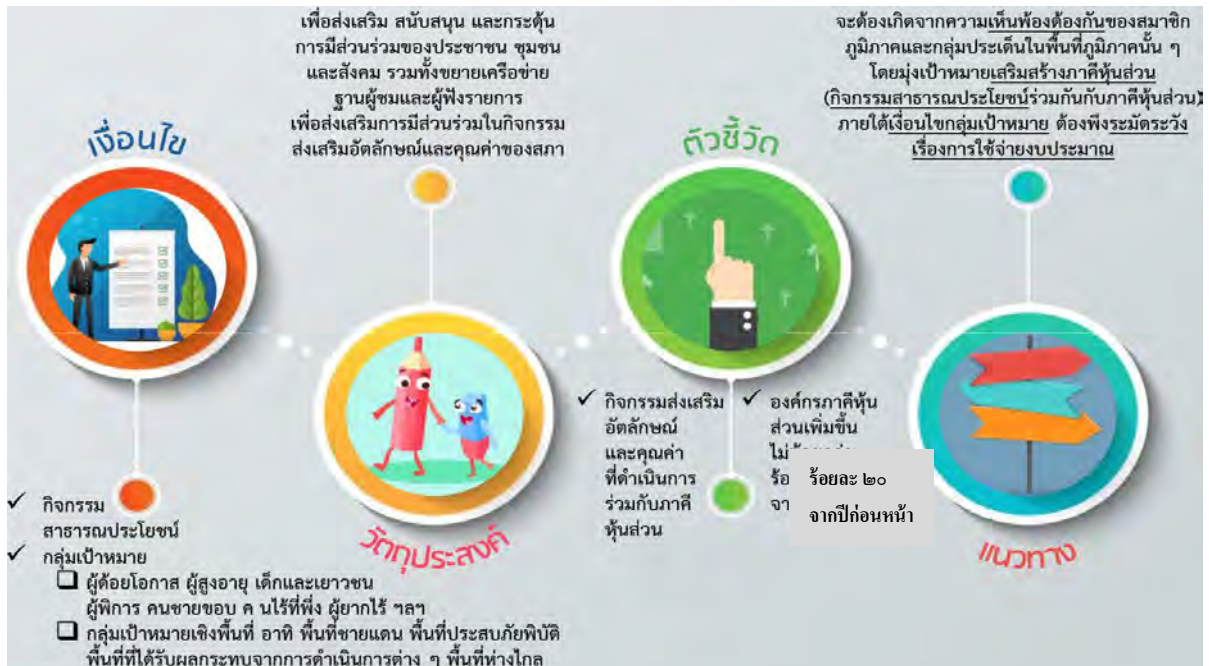 เงื่อนไข
✓ กิจกรรม
สาธารณประโยชน์
✓ กลุ่มเป้าหมาย
❑ ผู้ด้อยโอกาส ผู้สูงอายุ เด็กและเยาวชน
ผู้พิการ คนชายขอบ ค นไร้ที่พึ่ง ผู้ยากไร้ ฯลฯ
❑ กลุ่มเป้าหมายเชิงพื้นที่ อาทิ พื้นที่ชายแดน พื้นที่ประสบภัยพิบัติ
พื้นที่ที่ได้รับผลกระทบจากการดำเนินการต่าง ๆ พื้นที่ห่างไกล
เพื่อส่งเสริม สนับสนุน และกระตุ้น
การมีส่วนร่วมของประชาชน ชุมชน
และสังคม รวมทั้งขยายเครือข่าย
ฐานผู้ชมและผู้ฟังรายการ
เพื่อส่งเสริมการมีส่วนร่วมในกิจกรรม
ส่งเสริมอัตลักษณ์และคุณค่าของสภา
วัตถุประสงค์
ตัวชี้วัด
✓ กิจกรรมส่งเสริม
อัตลักษณ์
และคุณค่า
ที่ดำเนินการ
ร่วมกับภาคี
หุ้นส่วน
✓ องค์กรภาคีหุ้น
ส่วนเพิ่มขึ้น
ร้อยละ ๒๐
จากปีก่อนหน้า
จะต้องเกิดจากความเห็นพ้องต้องกันของสมาชิก
ภูมิภาคและกลุ่มประเด็นในพื้นที่ภูมิภาคนั้น ๆ
โดยมุ่งเป้าหมายเสริมสร้างภาคีหุ้นส่วน
(กิจกรรมสาธารณประโยชน์ร่วมกันกับภาคีหุ้นส่วน)
ภายใต้เงื่อนไขกลุ่มเป้าหมาย ต้องพึงระมัดระวัง
เรื่องการใช้จ่ายงบประมาณ
แนวทาง